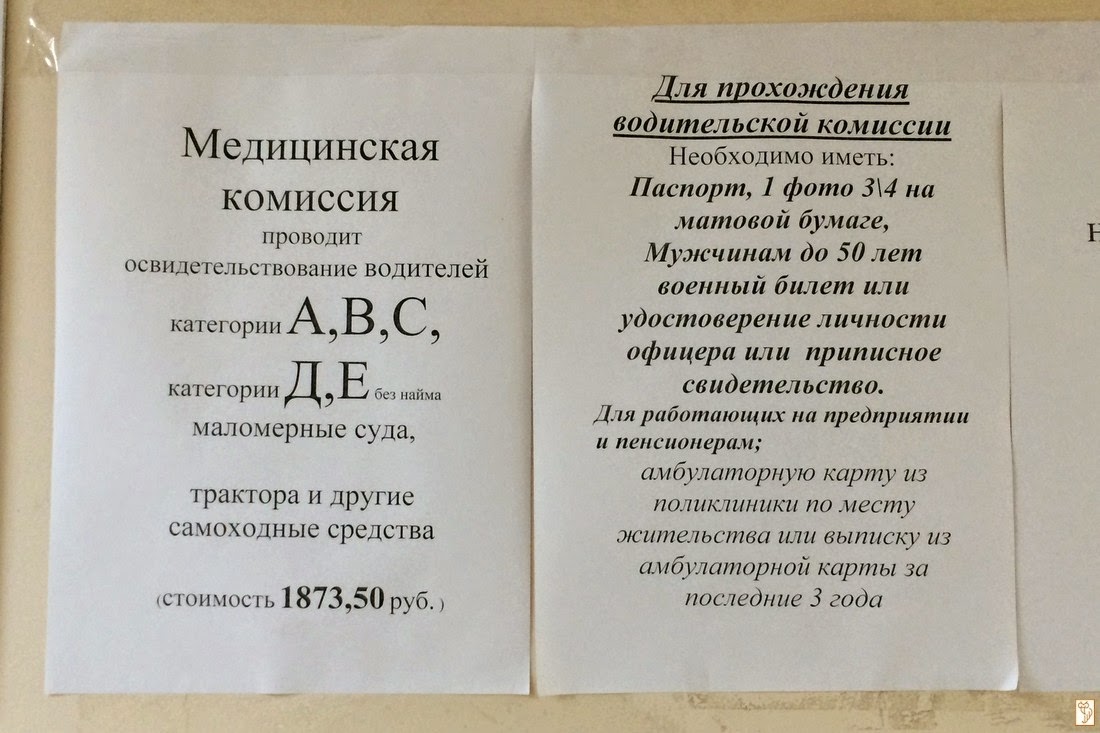 Медицинская
комиссия
проводит
освидетельствование водителей
категории А,В,С,
категории Д,Е без найма
маломерные суда,
трактора и другие
самоходные средства
(стоимость 1873,50 руб. )
Для прохождения
водительской комиссии
Необходимо иметь:
Паспорт, 1 фото 3\4 на
матовой бумаге,
Мужчинам до 50 лет
военный билет или
удостоверение личности
офицера или приписное
свидетельство.
Для работающих на предприятии
и пенсионерам;
амбулаторную карту из
поликлиники по месту
жительства или выписку из
амбулаторной карты за
последние 3 года